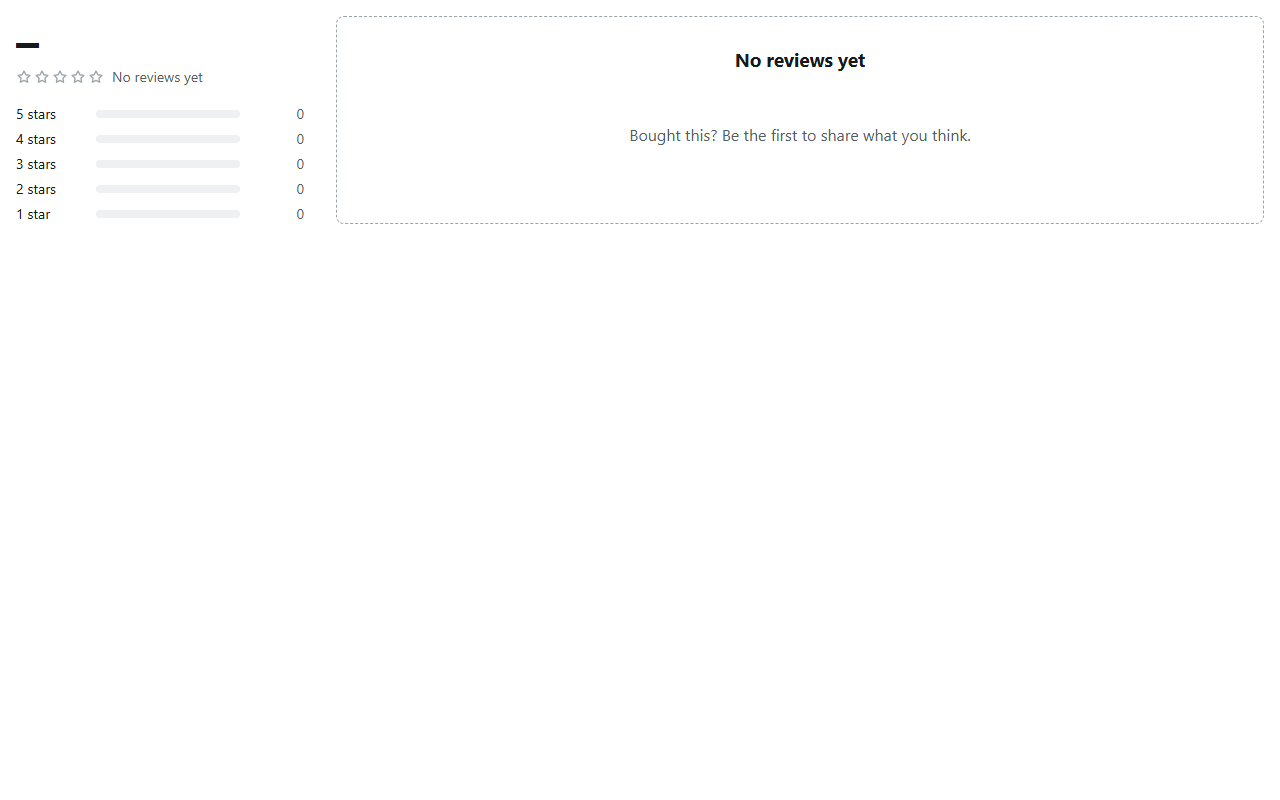 –
No reviews yet
5 stars 0
4 stars 0
3 stars 0
2 stars 0
1 star 0
No reviews yet
Bought this? Be the first to share what you think.